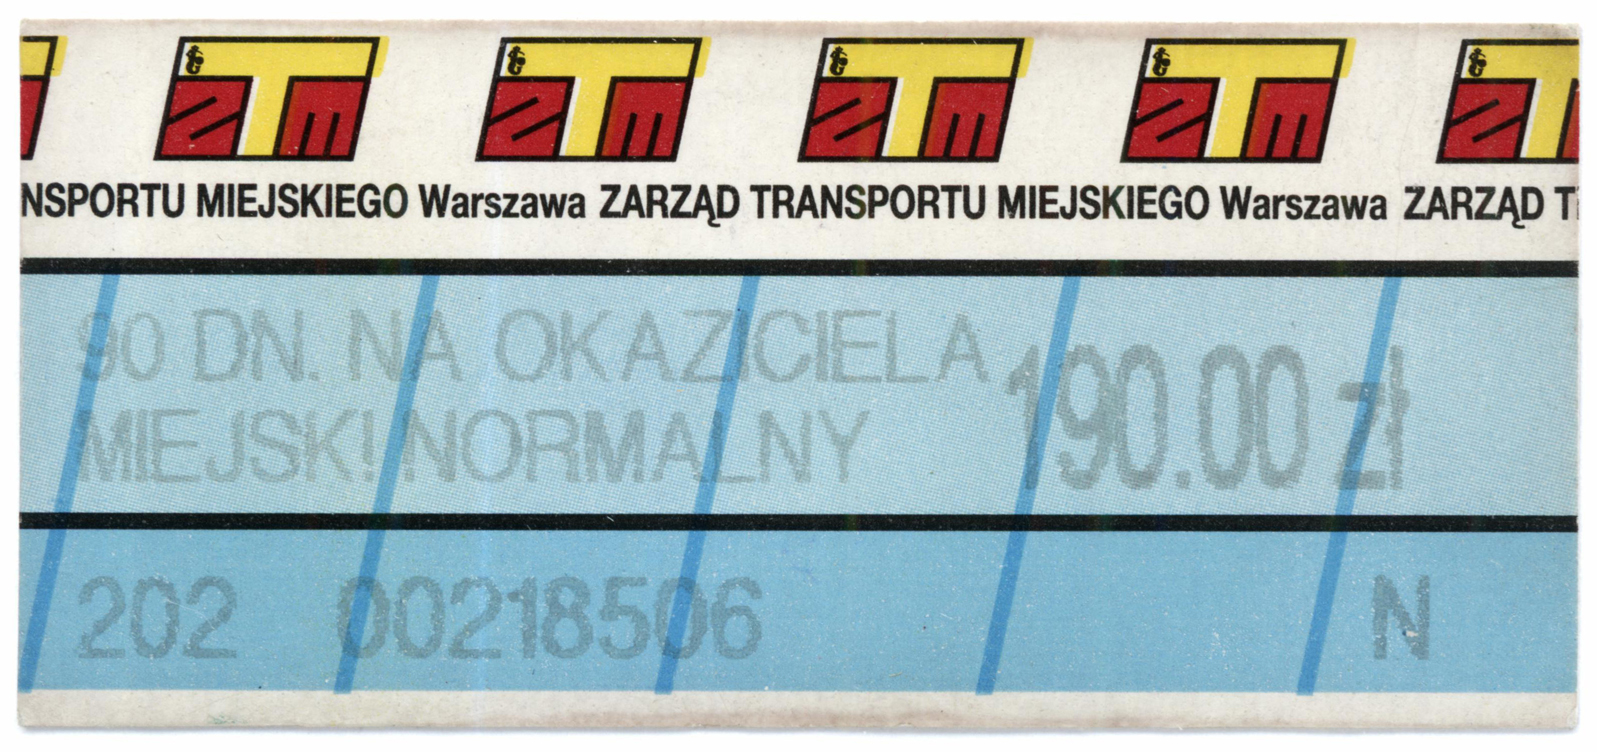 ZTm ZTm ZTm ZTm
NSPORTU MIEJSKIEGO Warszawa ZARZĄD TRANSPORTU MIEJSKIEGO Warszawa ZARZĄD T
90 DN. NA OKAZICIELA
190.00 zł
MIEJSKI NORMALNY
202 00218506 N